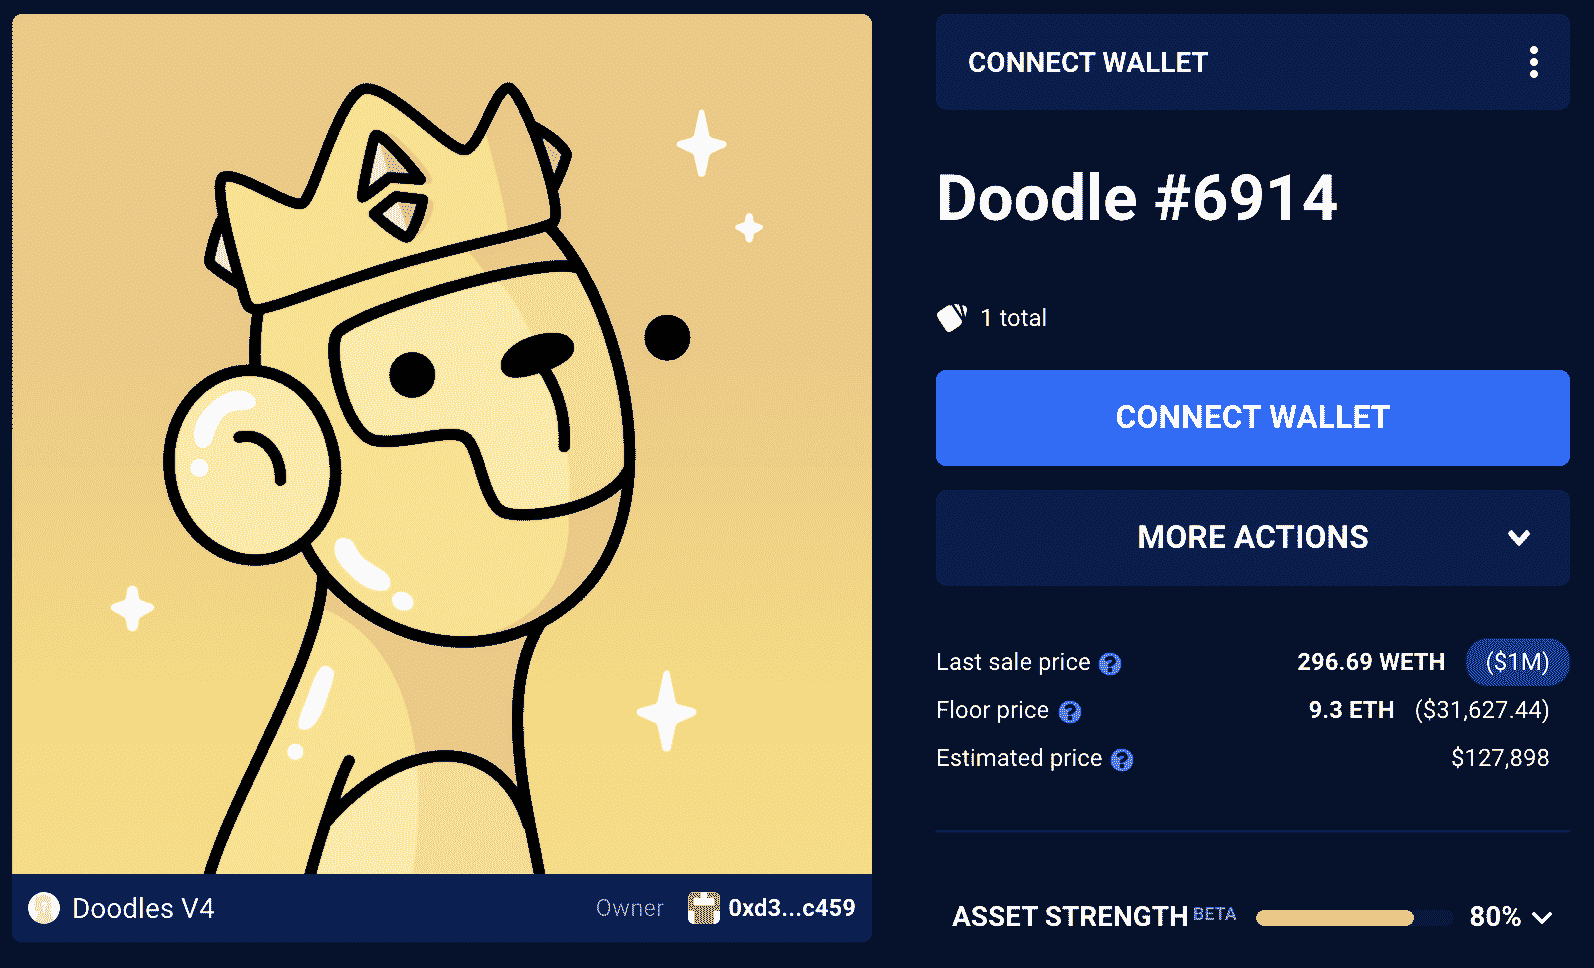 CONNECT WALLET
Doodle #6914
1 total
CONNECT WALLET
MORE ACTIONS
Last sale price ? 296.69 WETH ($1M)
Floor price ? 9.3 ETH ($31,627.44)
Estimated price ? $127,898
Doodles V4 Owner 0xd3...c459
ASSET STRENGTH BETA 80%